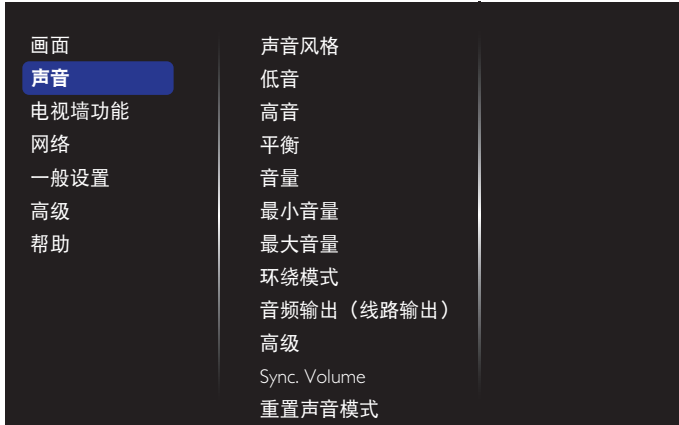 画面
声音
电视墙功能
网络
一般设置
高级
帮助
声音风格
低音
高音
平衡
音量
最小音量
最大音量
环绕模式
音频输出（线路输出）
高级
Sync. Volume
重置声音模式